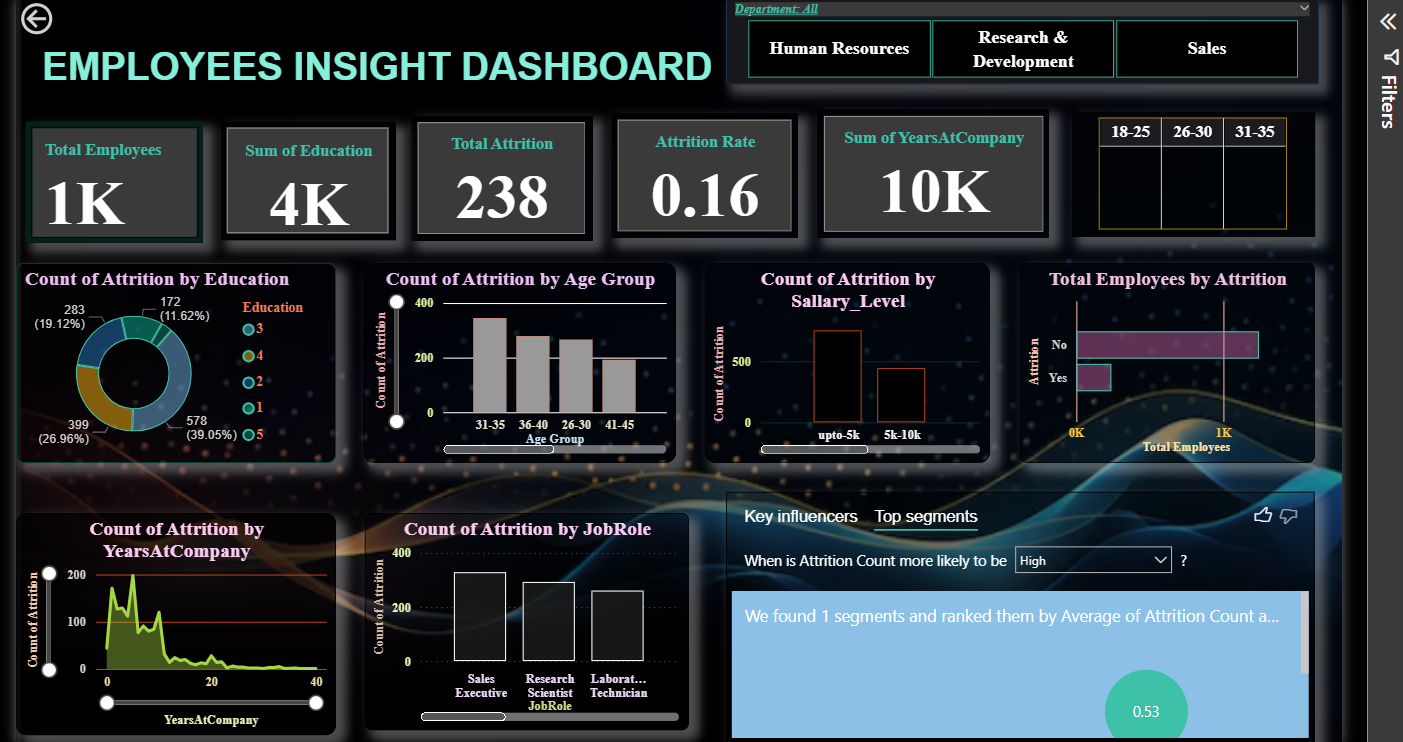 Department: All
Human Resources
Research &
Development
Sales
Filters
EMPLOYEES INSIGHT DASHBOARD
Total Employees
1K
Sum of Education
4K
Total Attrition
238
Attrition Rate
0.16
Sum of YearsAtCompany
10K
18-25 26-30 31-35
Count of Attrition by Education
283
(19.12%)
172
(11.62%)
399
(26.96%)
578
(39.05%)
Education
3
4
2
1
5
Count of Attrition by Age Group
Count of Attrition
400
200
0
31-35 36-40 26-30 41-45
Age Group
Count of Attrition by
Sallary_Level
Count of Attrition
500
0
upto-5k 5k-10k
Total Employees by Attrition
Attrition
No
Yes
0K 1K
Total Employees
Count of Attrition by
YearsAtCompany
Count of Attrition
200
100
0
0 20 40
YearsAtCompany
Count of Attrition by JobRole
Count of Attrition
400
200
0
Sales
Executive
Research
Scientist
Laborat...
Technician
JobRole
Key influencers Top segments
When is Attrition Count more likely to be High ?
We found 1 segments and ranked them by Average of Attrition Count a...
0.53